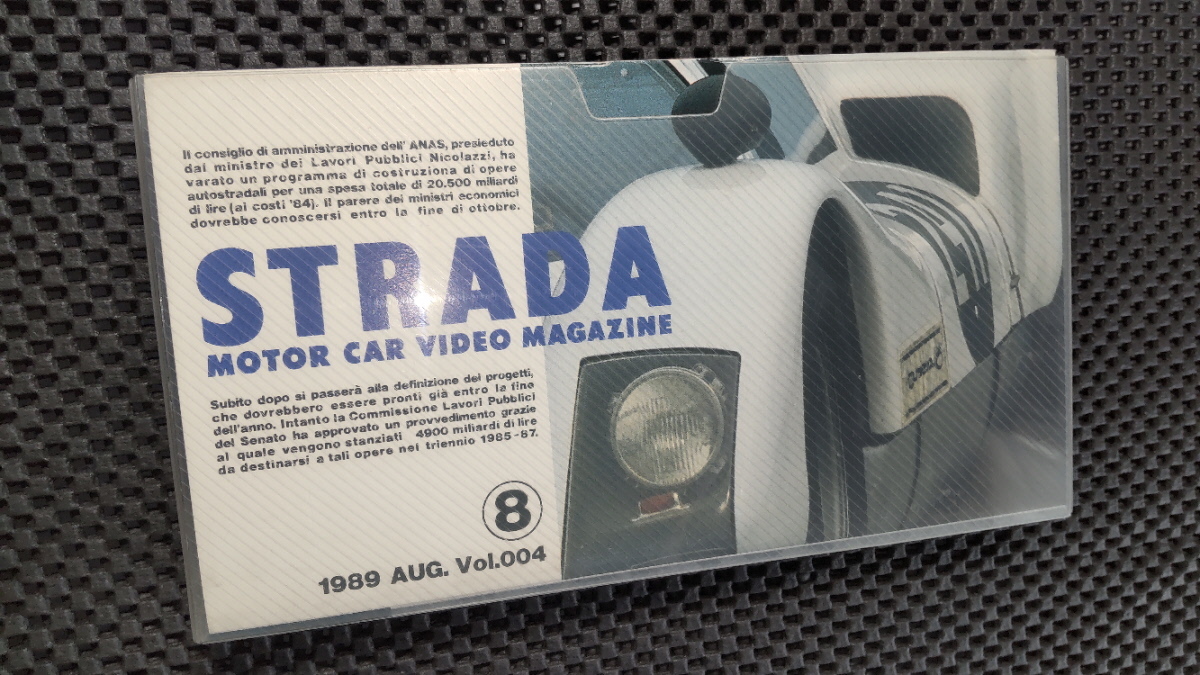 Il consiglio di amministrazione dell' ANAS, presieduto
dal ministro dei Lavori Pubblici Nicolazzi, ha
varato un programma di costruzione di opere
autostradali per una spesa totale di 20.500 miliardi
di lire (ai costi '84). Il parere dei ministri economici
dovrebbe conoscersi entro la fine di ottobre.
STRADA
MOTOR CAR VIDEO MAGAZINE
Subito dopo si passerà alla definizione dei progetti,
che dovrebbero essere pronti già entro la fine
dell'anno. Intanto la Commissione Lavori Pubblici
del Senato ha approvato un provvedimento grazie
al quale vengono stanziati 4900 miliardi di lire
da destinarsi a tali opere nel triennio 1985-87.
8
1989 AUG. Vol.004